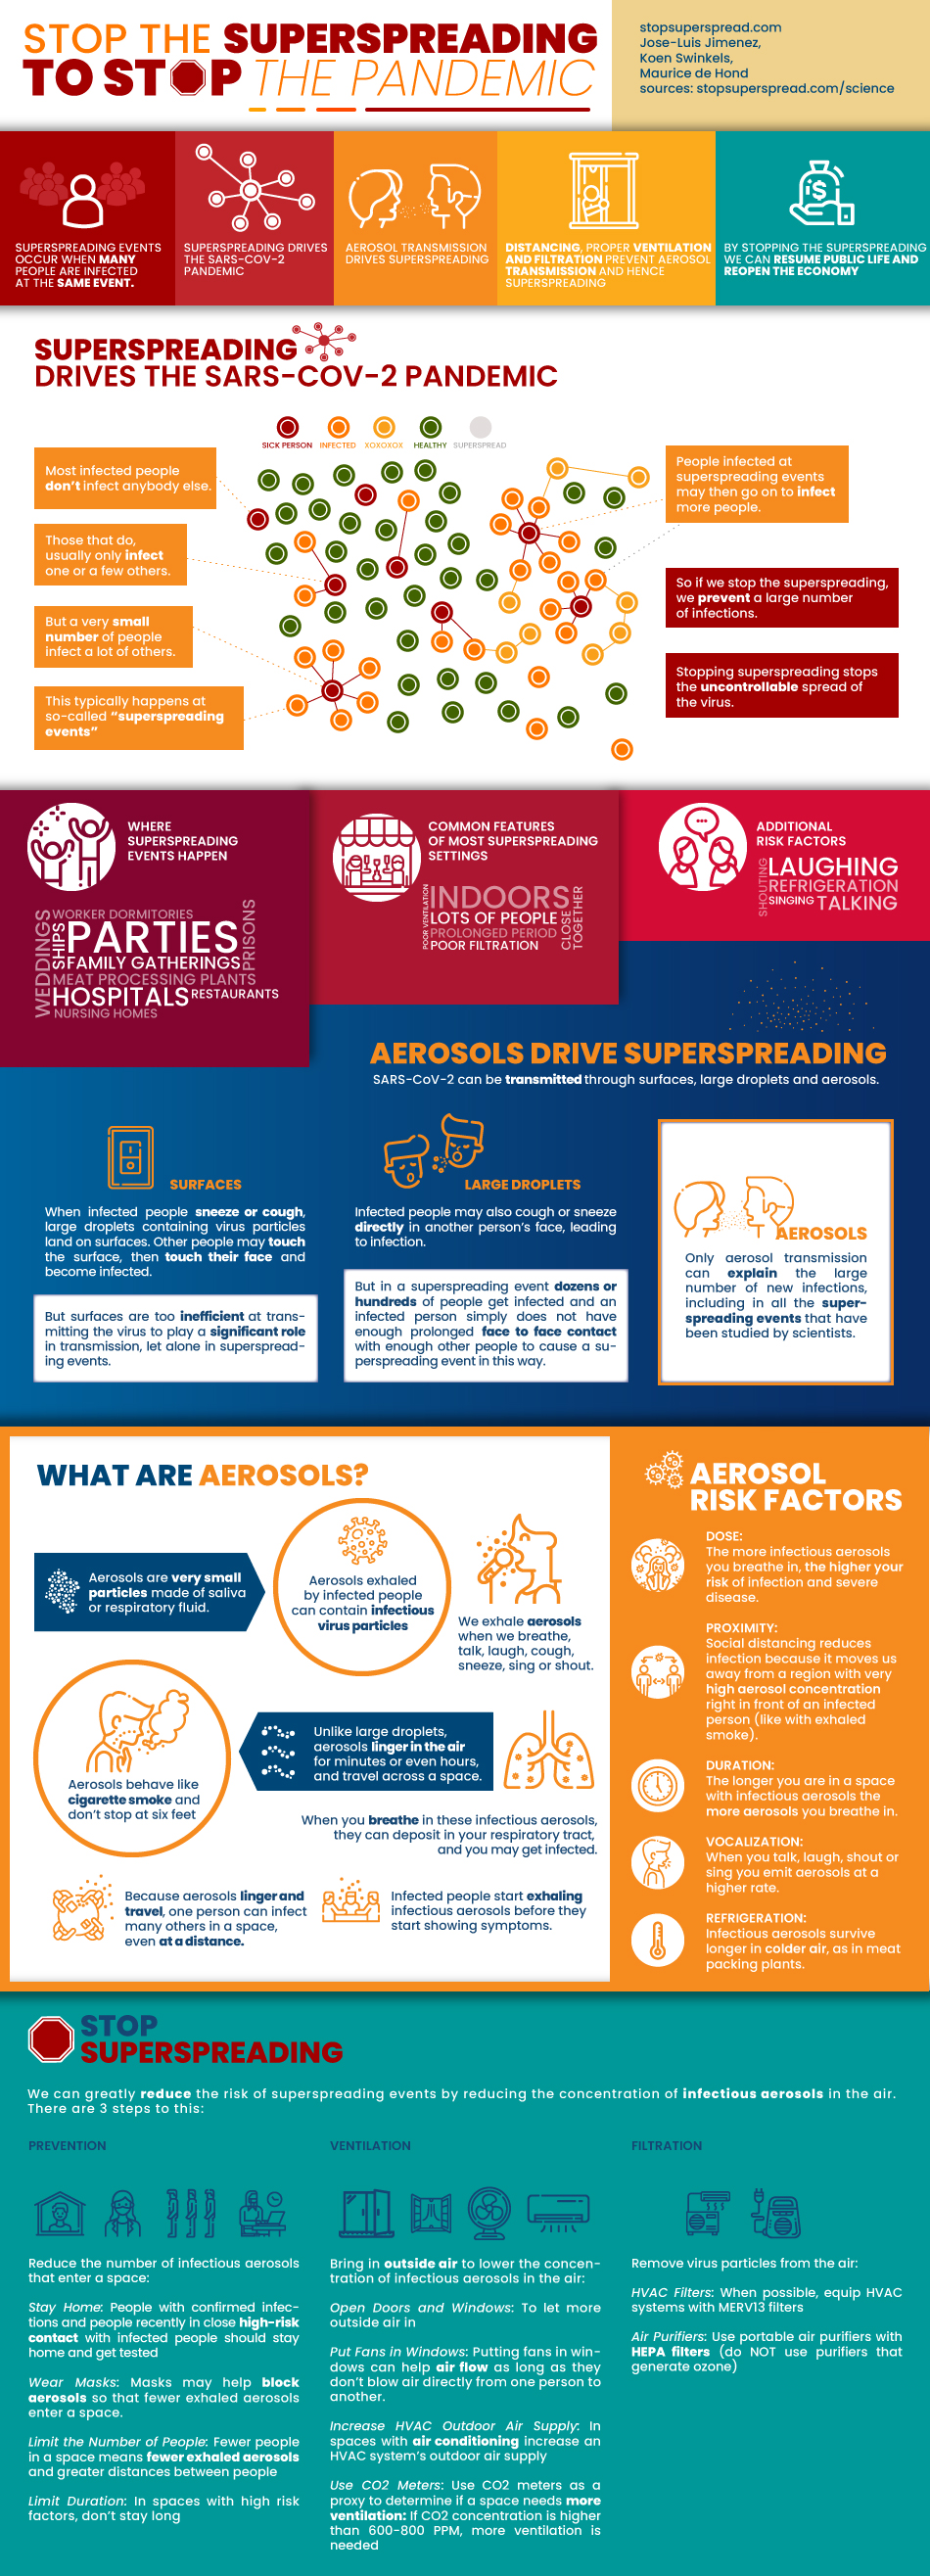 STOP THE SUPERSPREADING
TO STOP THE PANDEMIC
stopsuperspread.com
Jose-Luis Jimenez,
Koen Swinkels,
Maurice de Hond
sources: stopsuperspread.com/science
SUPERSPREADING EVENTS
OCCUR WHEN MANY
PEOPLE ARE INFECTED
AT THE SAME EVENT.
SUPERSPREADING DRIVES
THE SARS-COV-2
PANDEMIC
AEROSOL TRANSMISSION
DRIVES SUPERSPREADING
DISTANCING, PROPER VENTILATION
AND FILTRATION PREVENT AEROSOL
TRANSMISSION AND HENCE
SUPERSPREADING
BY STOPPING THE SUPERSPREADING
WE CAN RESUME PUBLIC LIFE AND
REOPEN THE ECONOMY
SUPERSPREADING
DRIVES THE SARS-COV-2 PANDEMIC
SICK PERSON INFECTED XOXOXOX HEALTHY SUPERSPREAD
Most infected people
don't infect anybody else.
Those that do,
usually only infect
one or a few others.
But a very small
number of people
infect a lot of others.
This typically happens at
so-called "superspreading
events"
People infected at
superspreading events
may then go on to infect
more people.
So if we stop the superspreading,
we prevent a large number
of infections.
Stopping superspreading stops
the uncontrollable spread of
the virus.
WHERE
SUPERSPREADING
EVENTS HAPPEN
WEDDINGS
SHIPS
WORKER DORMITORIES
PARTIES
PRISONS
FAMILY GATHERINGS
MEAT PROCESSING PLANTS
HOSPITALS RESTAURANTS
NURSING HOMES
COMMON FEATURES
OF MOST SUPERSPREADING
SETTINGS
POOR VENTILATION
INDOORS
LOTS OF PEOPLE
PROLONGED PERIOD
POOR FILTRATION
CLOSE
TOGETHER
ADDITIONAL
RISK FACTORS
SHOUTING
LAUGHING
REFRIGERATION
SINGING TALKING
AEROSOLS DRIVE SUPERSPREADING
SARS-CoV-2 can be transmitted through surfaces, large droplets and aerosols.
SURFACES
When infected people sneeze or cough,
large droplets containing virus particles
land on surfaces. Other people may touch
the surface, then touch their face and
become infected.
But surfaces are too inefficient at trans-
mitting the virus to play a significant role
in transmission, let alone in superspread-
ing events.
LARGE DROPLETS
Infected people may also cough or sneeze
directly in another person's face, leading
to infection.
But in a superspreading event dozens or
hundreds of people get infected and an
infected person simply does not have
enough prolonged face to face contact
with enough other people to cause a su-
perspreading event in this way.
AEROSOLS
Only aerosol transmission
can explain the large
number of new infections,
including in all the super-
spreading events that have
been studied by scientists.
WHAT ARE AEROSOLS?
Aerosols are very small
particles made of saliva
or respiratory fluid.
Aerosols exhaled
by infected people
can contain infectious
virus particles
We exhale aerosols
when we breathe,
talk, laugh, cough,
sneeze, sing or shout.
Aerosols behave like
cigarette smoke and
don't stop at six feet
Unlike large droplets,
aerosols linger in the air
for minutes or even hours,
and travel across a space.
When you breathe in these infectious aerosols,
they can deposit in your respiratory tract,
and you may get infected.
Because aerosols linger and
travel, one person can infect
many others in a space,
even at a distance.
Infected people start exhaling
infectious aerosols before they
start showing symptoms.
AEROSOL
RISK FACTORS
DOSE:
The more infectious aerosols
you breathe in, the higher your
risk of infection and severe
disease.
PROXIMITY:
Social distancing reduces
infection because it moves us
away from a region with very
high aerosol concentration
right in front of an infected
person (like with exhaled
smoke).
DURATION:
The longer you are in a space
with infectious aerosols the
more aerosols you breathe in.
VOCALIZATION:
When you talk, laugh, shout or
sing you emit aerosols at a
higher rate.
REFRIGERATION:
Infectious aerosols survive
longer in colder air, as in meat
packing plants.
STOP
SUPERSPREADING
We can greatly reduce the risk of superspreading events by reducing the concentration of infectious aerosols in the air.
There are 3 steps to this:
PREVENTION
Reduce the number of infectious aerosols
that enter a space:
Stay Home: People with confirmed infec-
tions and people recently in close high-risk
contact with infected people should stay
home and get tested
Wear Masks: Masks may help block
aerosols so that fewer exhaled aerosols
enter a space.
Limit the Number of People: Fewer people
in a space means fewer exhaled aerosols
and greater distances between people
Limit Duration: In spaces with high risk
factors, don't stay long
VENTILATION
Bring in outside air to lower the concen-
tration of infectious aerosols in the air:
Open Doors and Windows: To let more
outside air in
Put Fans in Windows: Putting fans in win-
dows can help air flow as long as they
don't blow air directly from one person to
another.
Increase HVAC Outdoor Air Supply: In
spaces with air conditioning increase an
HVAC system's outdoor air supply
Use CO2 Meters: Use CO2 meters as a
proxy to determine if a space needs more
ventilation: If CO2 concentration is higher
than 600-800 PPM, more ventilation is
needed
FILTRATION
Remove virus particles from the air:
HVAC Filters: When possible, equip HVAC
systems with MERV13 filters
Air Purifiers: Use portable air purifiers with
HEPA filters (do NOT use purifiers that
generate ozone)